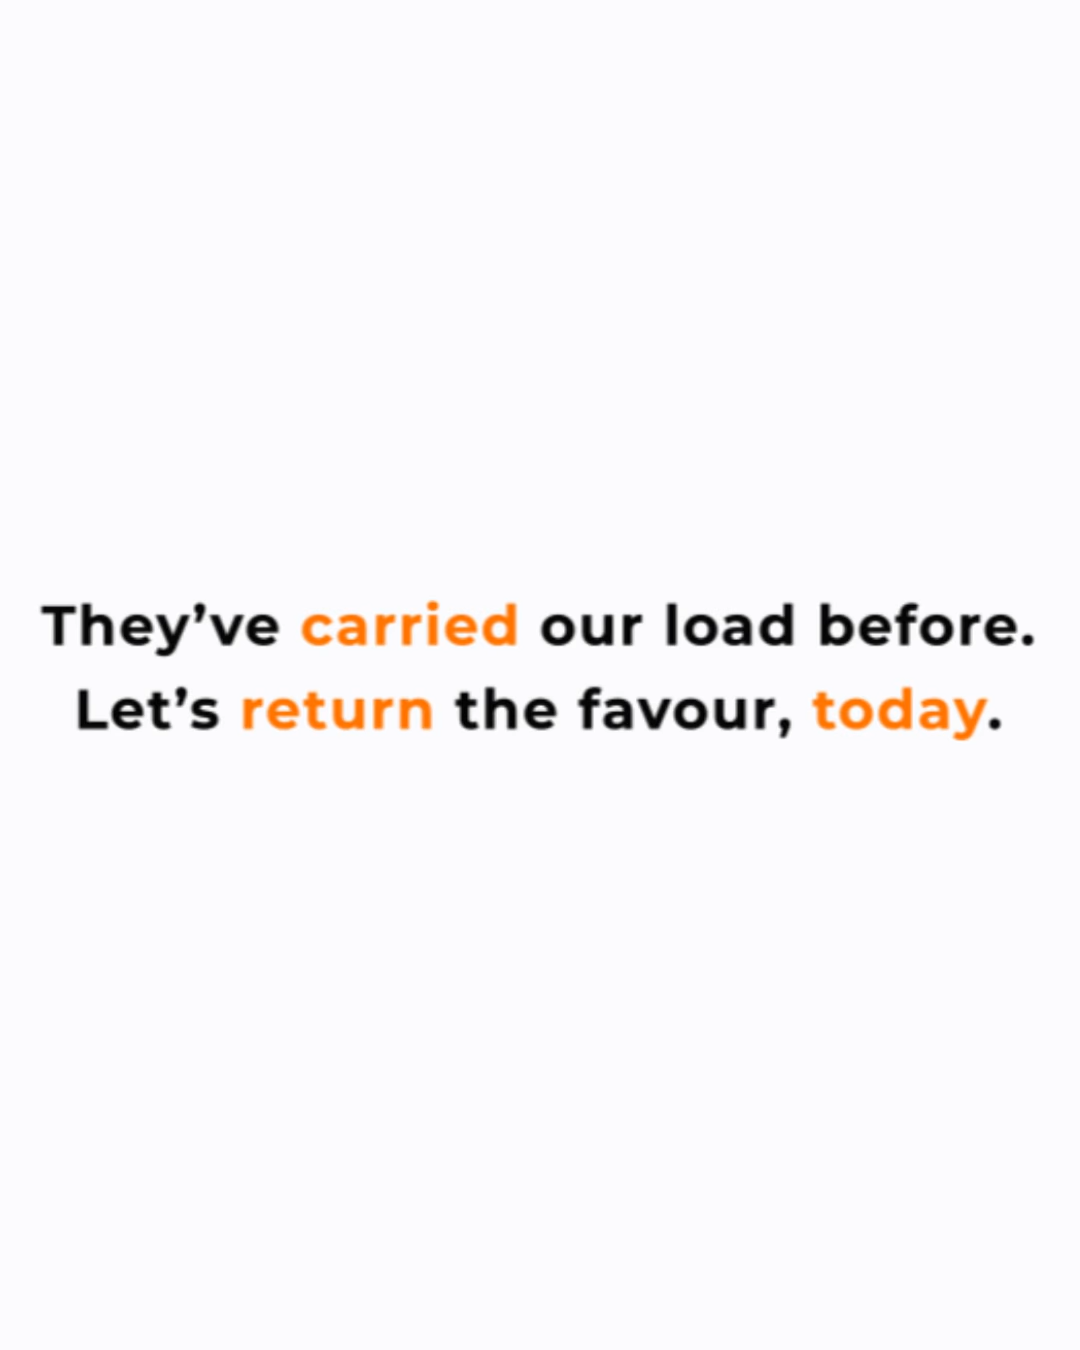 They’ve carried our load before.
Let’s return the favour, today.